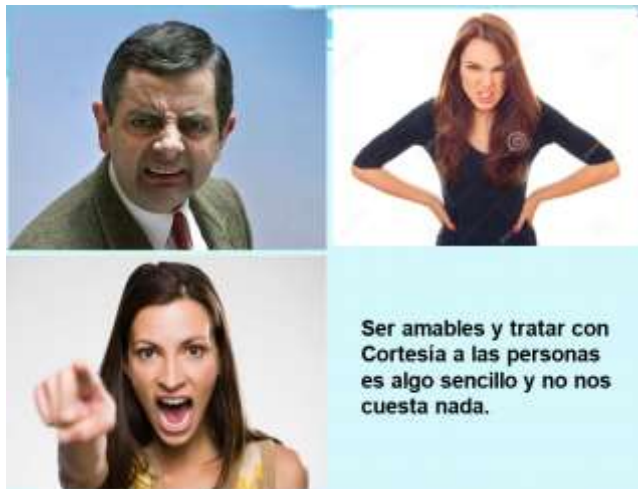 Ser amables y tratar con
Cortesía a las personas
es algo sencillo y no nos
cuesta nada.